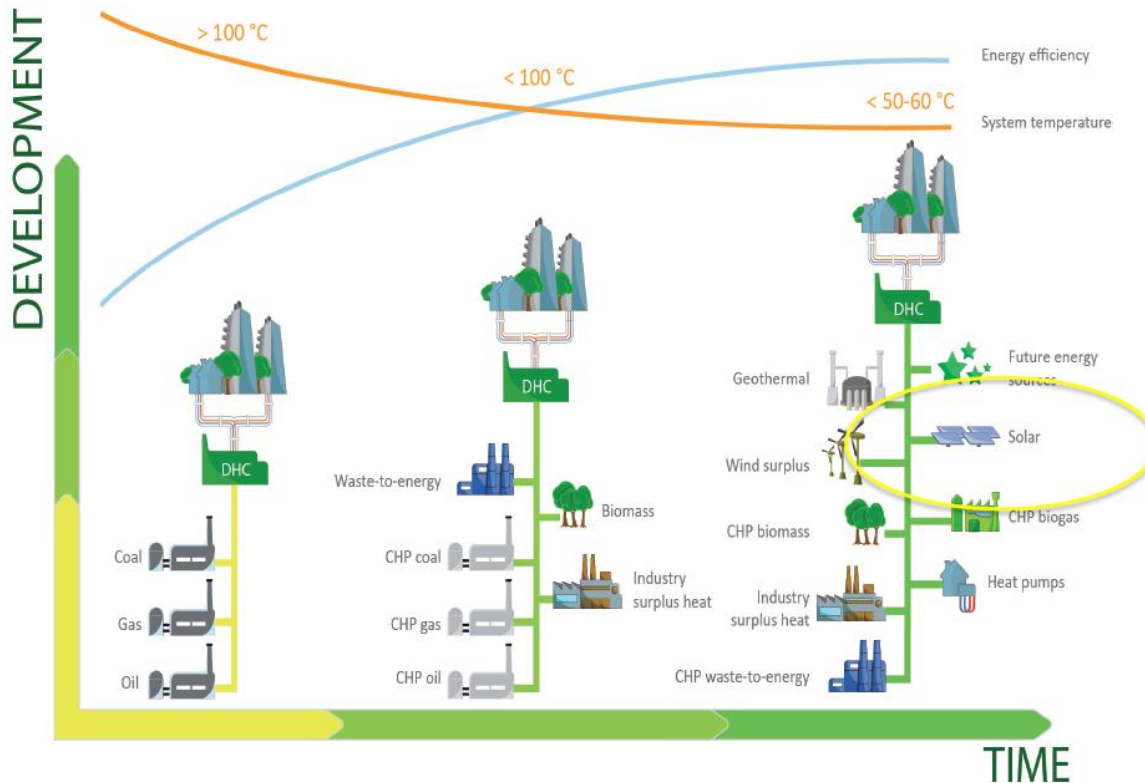 > 100 °C
< 100 °C
< 50-60 °C
Energy efficiency
System temperature
DEVELOPMENT
DHC
Coal
Gas
Oil
DHC
Waste-to-energy
Biomass
CHP coal
Industry
surplus heat
CHP gas
CHP oil
DHC
Geothermal
Future energy
sources
Solar
Wind surplus
CHP biogas
CHP biomass
Heat pumps
Industry
surplus heat
CHP waste-to-energy
TIME